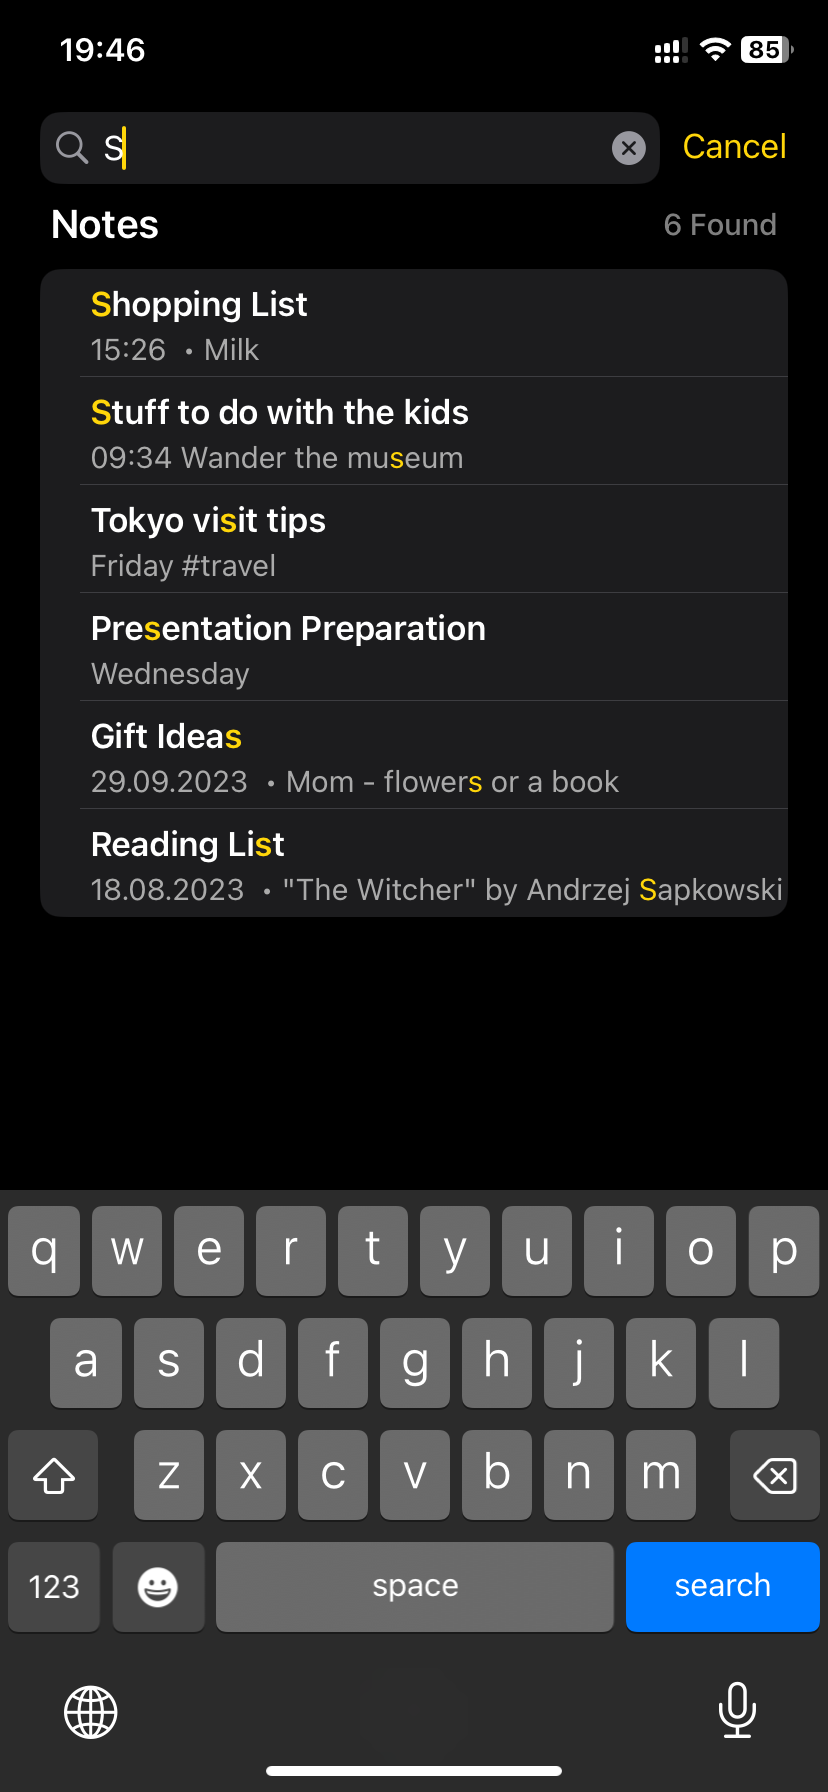 19:46
85
S
Cancel
Notes
6 Found
Shopping List
15:26 • Milk
Stuff to do with the kids
09:34 Wander the museum
Tokyo visit tips
Friday #travel
Presentation Preparation
Wednesday
Gift Ideas
29.09.2023 • Mom - flowers or a book
Reading List
18.08.2023 • "The Witcher" by Andrzej Sapkowski
q w e r t y u i o p
a s d f g h j k l
z x c v b n m
123 space search